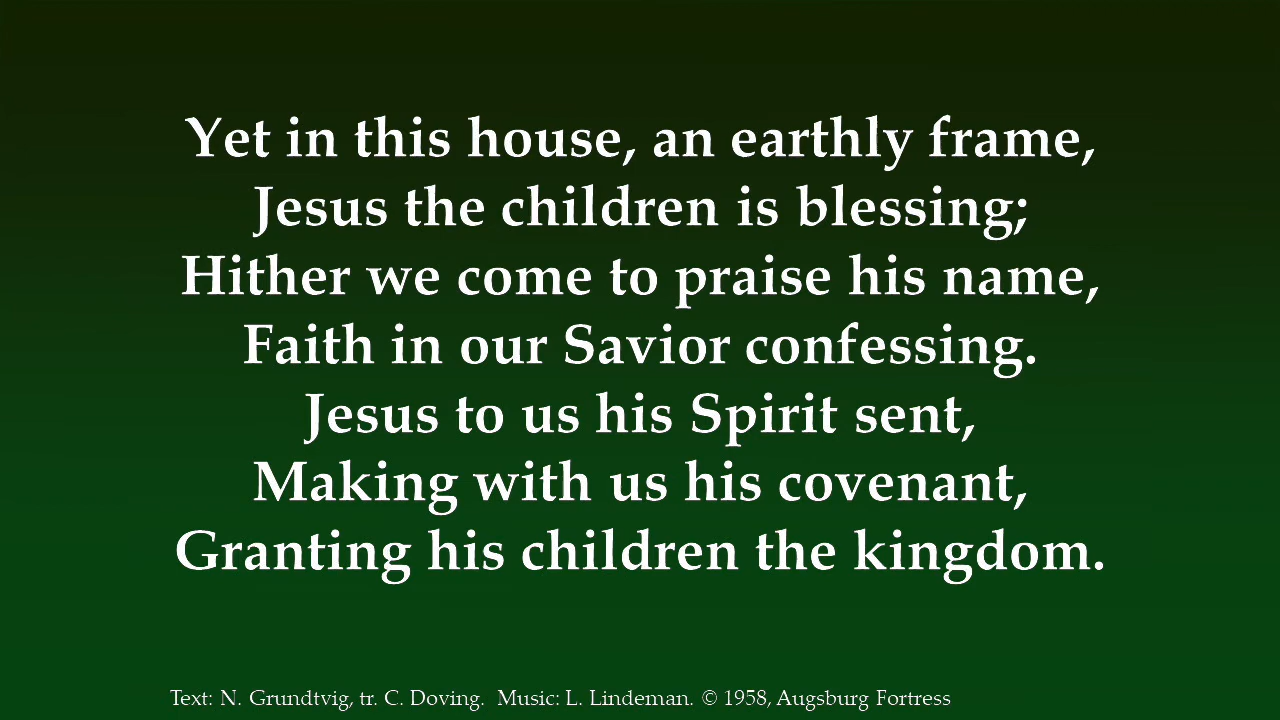 Yet in this house, an earthly frame,
Jesus the children is blessing;
Hither we come to praise his name,
Faith in our Savior confessing.
Jesus to us his Spirit sent,
Making with us his covenant,
Granting his children the kingdom.
Text: N. Grundtvig, tr. C. Doving.  Music: L. Lindeman. © 1958, Augsburg Fortress